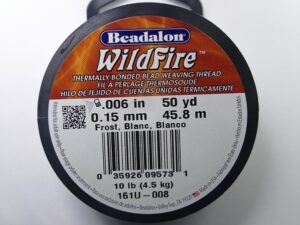 Beadalon
WildFire™
THERMALLY BONDED BEAD WEAVING THREAD
FIL A PERLAGE THERMOSOUDE
HILO DE TEJIDO DE CUENTAS UNIDAS TERMICAMENTE
.006 in 50 yd
0.15 mm 45.8 m
Frost, Blanc, Blanco
0 35926 09573 1
10 lb (4.5 kg)
161U-008